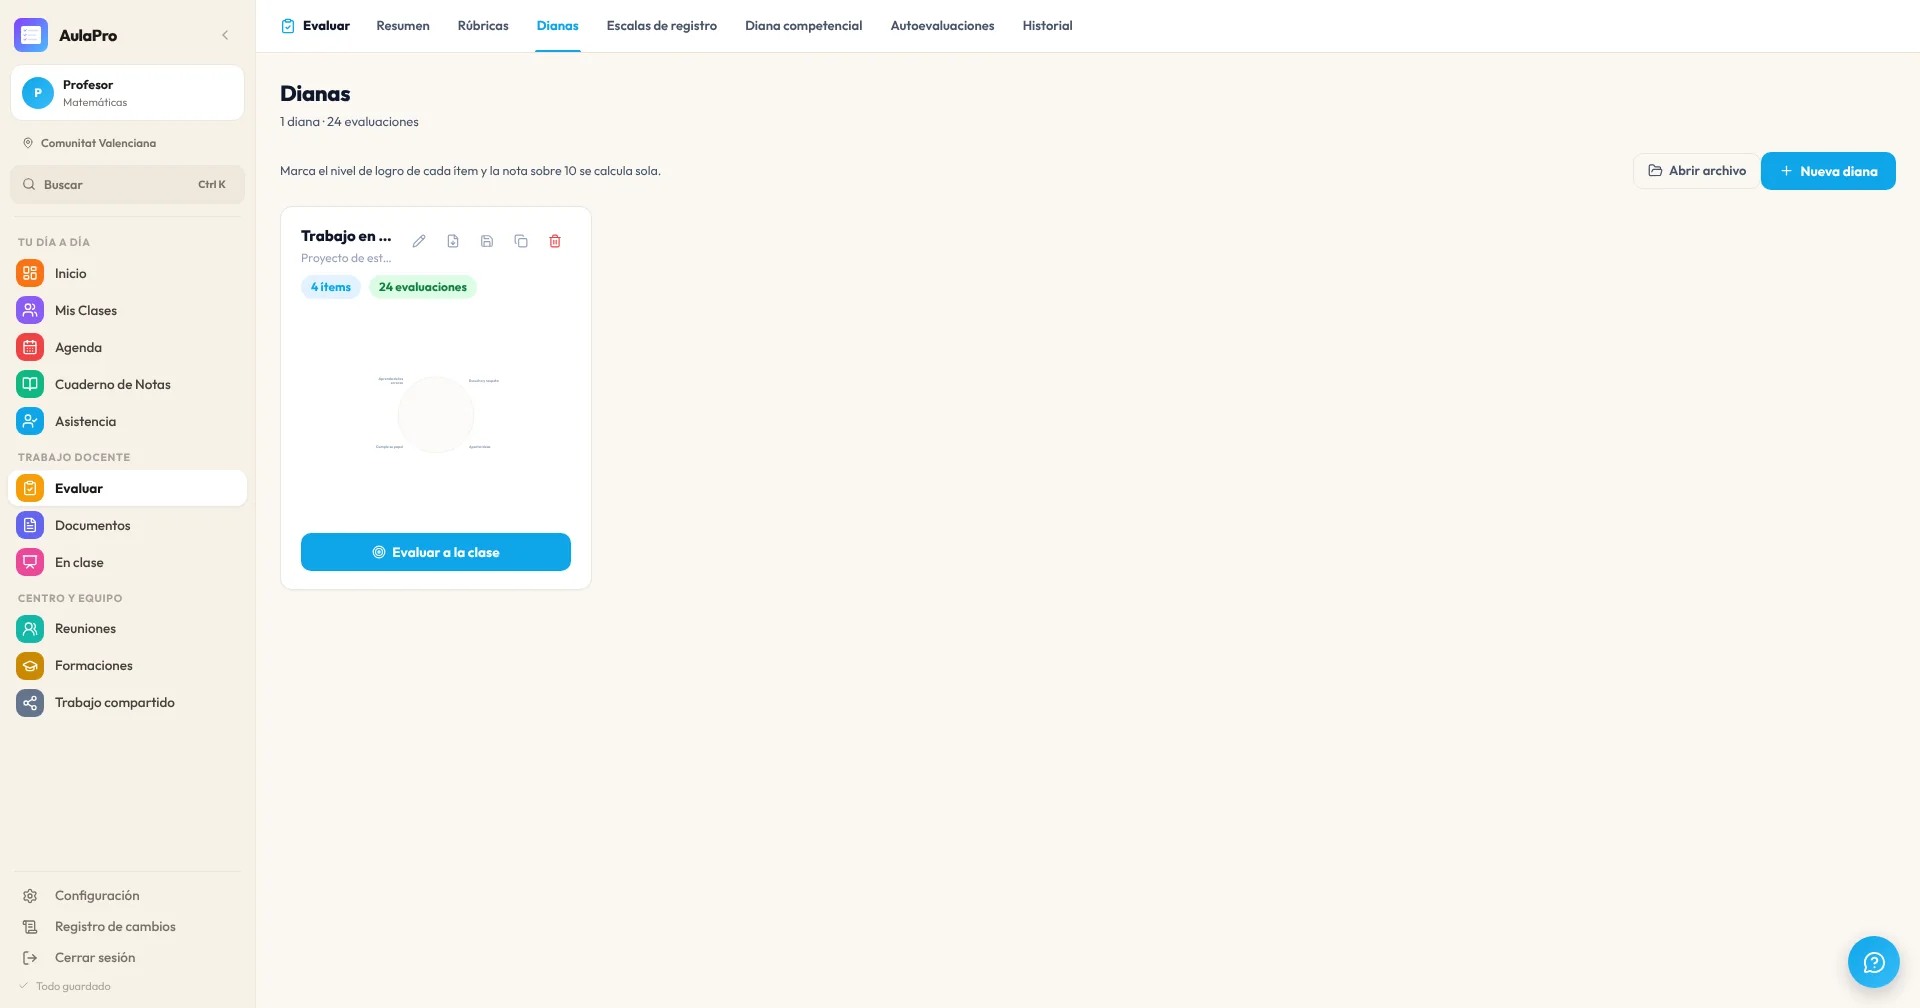 AulaPro
P
Profesor
Matemáticas
Comunitat Valenciana
Buscar
Ctrl K
TU DÍA A DÍA
Inicio
Mis Clases
Agenda
Cuaderno de Notas
Asistencia
TRABAJO DOCENTE
Evaluar
Documentos
En clase
CENTRO Y EQUIPO
Reuniones
Formaciones
Trabajo compartido
Configuración
Registro de cambios
Cerrar sesión
Todo guardado
Evaluar
Resumen
Rúbricas
Dianas
Escalas de registro
Diana competencial
Autoevaluaciones
Historial
Dianas
1 diana · 24 evaluaciones
Marca el nivel de logro de cada ítem y la nota sobre 10 se calcula sola.
Abrir archivo
Nueva diana
Trabajo en ...
Proyecto de est...
4 ítems
24 evaluaciones
Evaluar a la clase